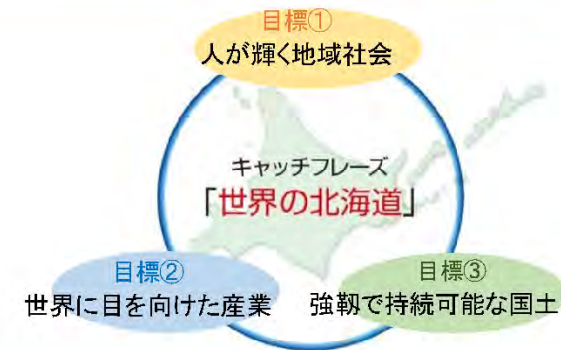 目標①
人が輝く地域社会
キャッチフレーズ
「世界の北海道」
目標②
世界に目を向けた産業
目標③
強靱で持続可能な国土